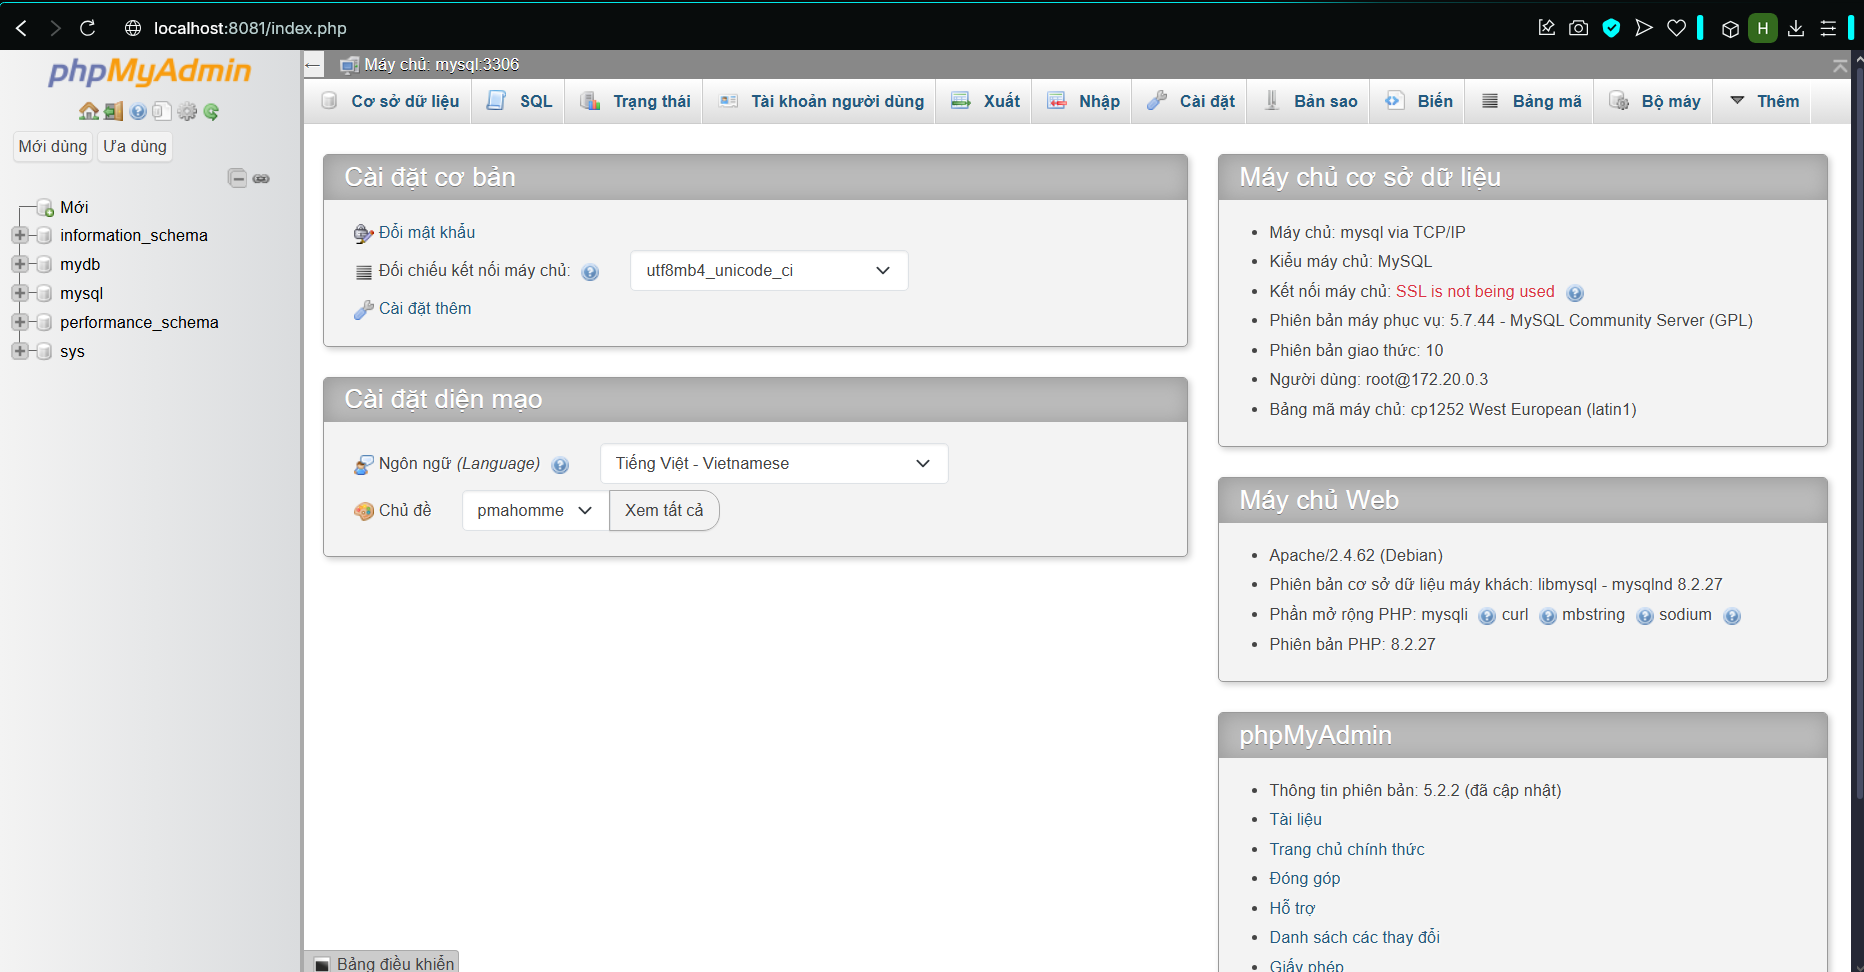 localhost:8081/index.php
H
phpMyAdmin
Mới dùng
Ưa dùng
Mới
information_schema
mydb
mysql
performance_schema
sys
Máy chủ: mysql:3306
Cơ sở dữ liệu
SQL
Trạng thái
Tài khoản người dùng
Xuất
Nhập
Cài đặt
Bản sao
Biến
Bảng mã
Bộ máy
Thêm
Cài đặt cơ bản
Đổi mật khẩu
Đối chiếu kết nối máy chủ:
utf8mb4_unicode_ci
Cài đặt thêm
Cài đặt diện mạo
Ngôn ngữ (Language)
Tiếng Việt - Vietnamese
Chủ đề
pmahomme
Xem tất cả
Máy chủ cơ sở dữ liệu
Máy chủ: mysql via TCP/IP
Kiểu máy chủ: MySQL
Kết nối máy chủ: SSL is not being used
Phiên bản máy phục vụ: 5.7.44 - MySQL Community Server (GPL)
Phiên bản giao thức: 10
Người dùng: root@172.20.0.3
Bảng mã máy chủ: cp1252 West European (latin1)
Máy chủ Web
Apache/2.4.62 (Debian)
Phiên bản cơ sở dữ liệu máy khách: libmysql - mysqlnd 8.2.27
Phần mở rộng PHP: mysqli curl mbstring sodium
Phiên bản PHP: 8.2.27
phpMyAdmin
Thông tin phiên bản: 5.2.2 (đã cập nhật)
Tài liệu
Trang chủ chính thức
Đóng góp
Hỗ trợ
Danh sách các thay đổi
Giấy phép
Bảng điều khiển